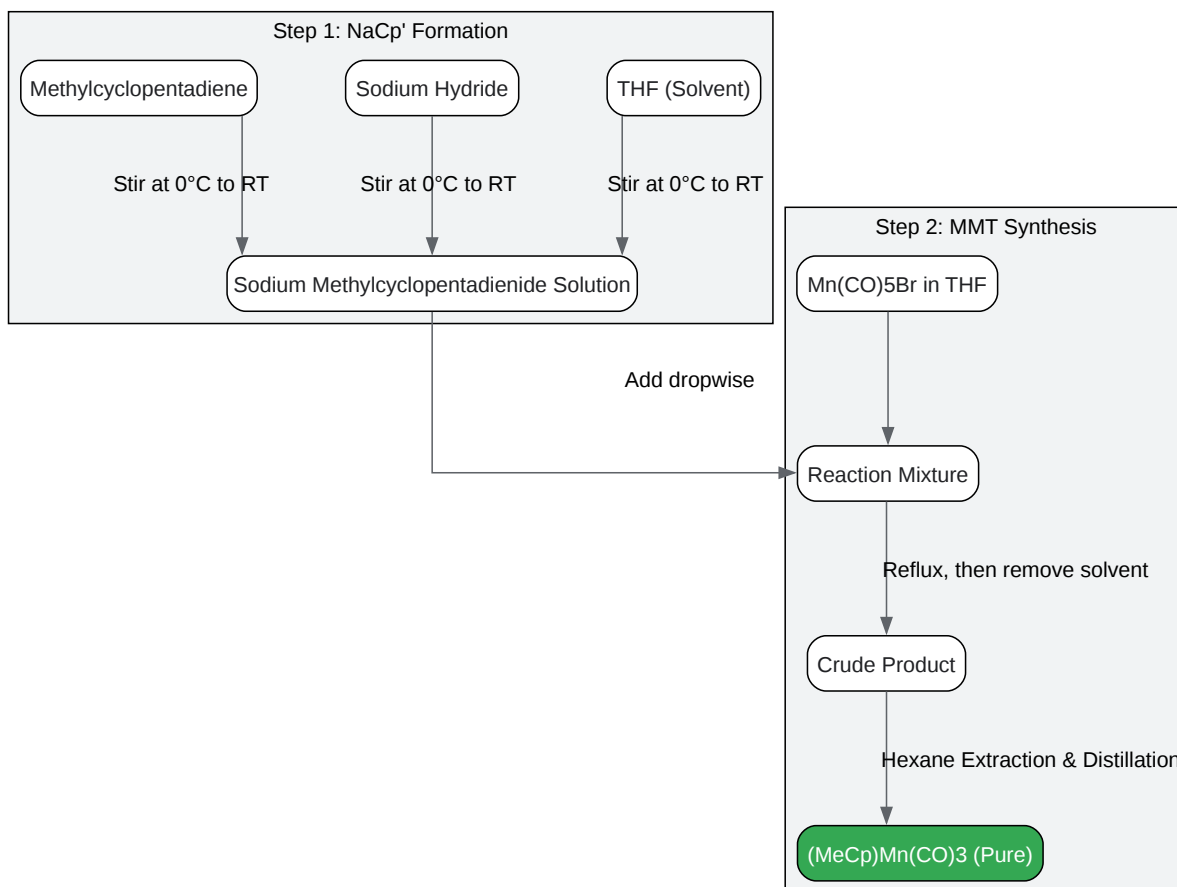 Step 1: NaCp' Formation
Methylcyclopentadiene
Sodium Hydride
THF (Solvent)
Stir at 0°C to RT
Stir at 0°C to RT
Stir at 0°C to RT
Sodium Methylcyclopentadienide Solution
Step 2: MMT Synthesis
Mn(CO)5Br in THF
Add dropwise
Reaction Mixture
Reflux, then remove solvent
Crude Product
Hexane Extraction & Distillation
(MeCp)Mn(CO)3 (Pure)